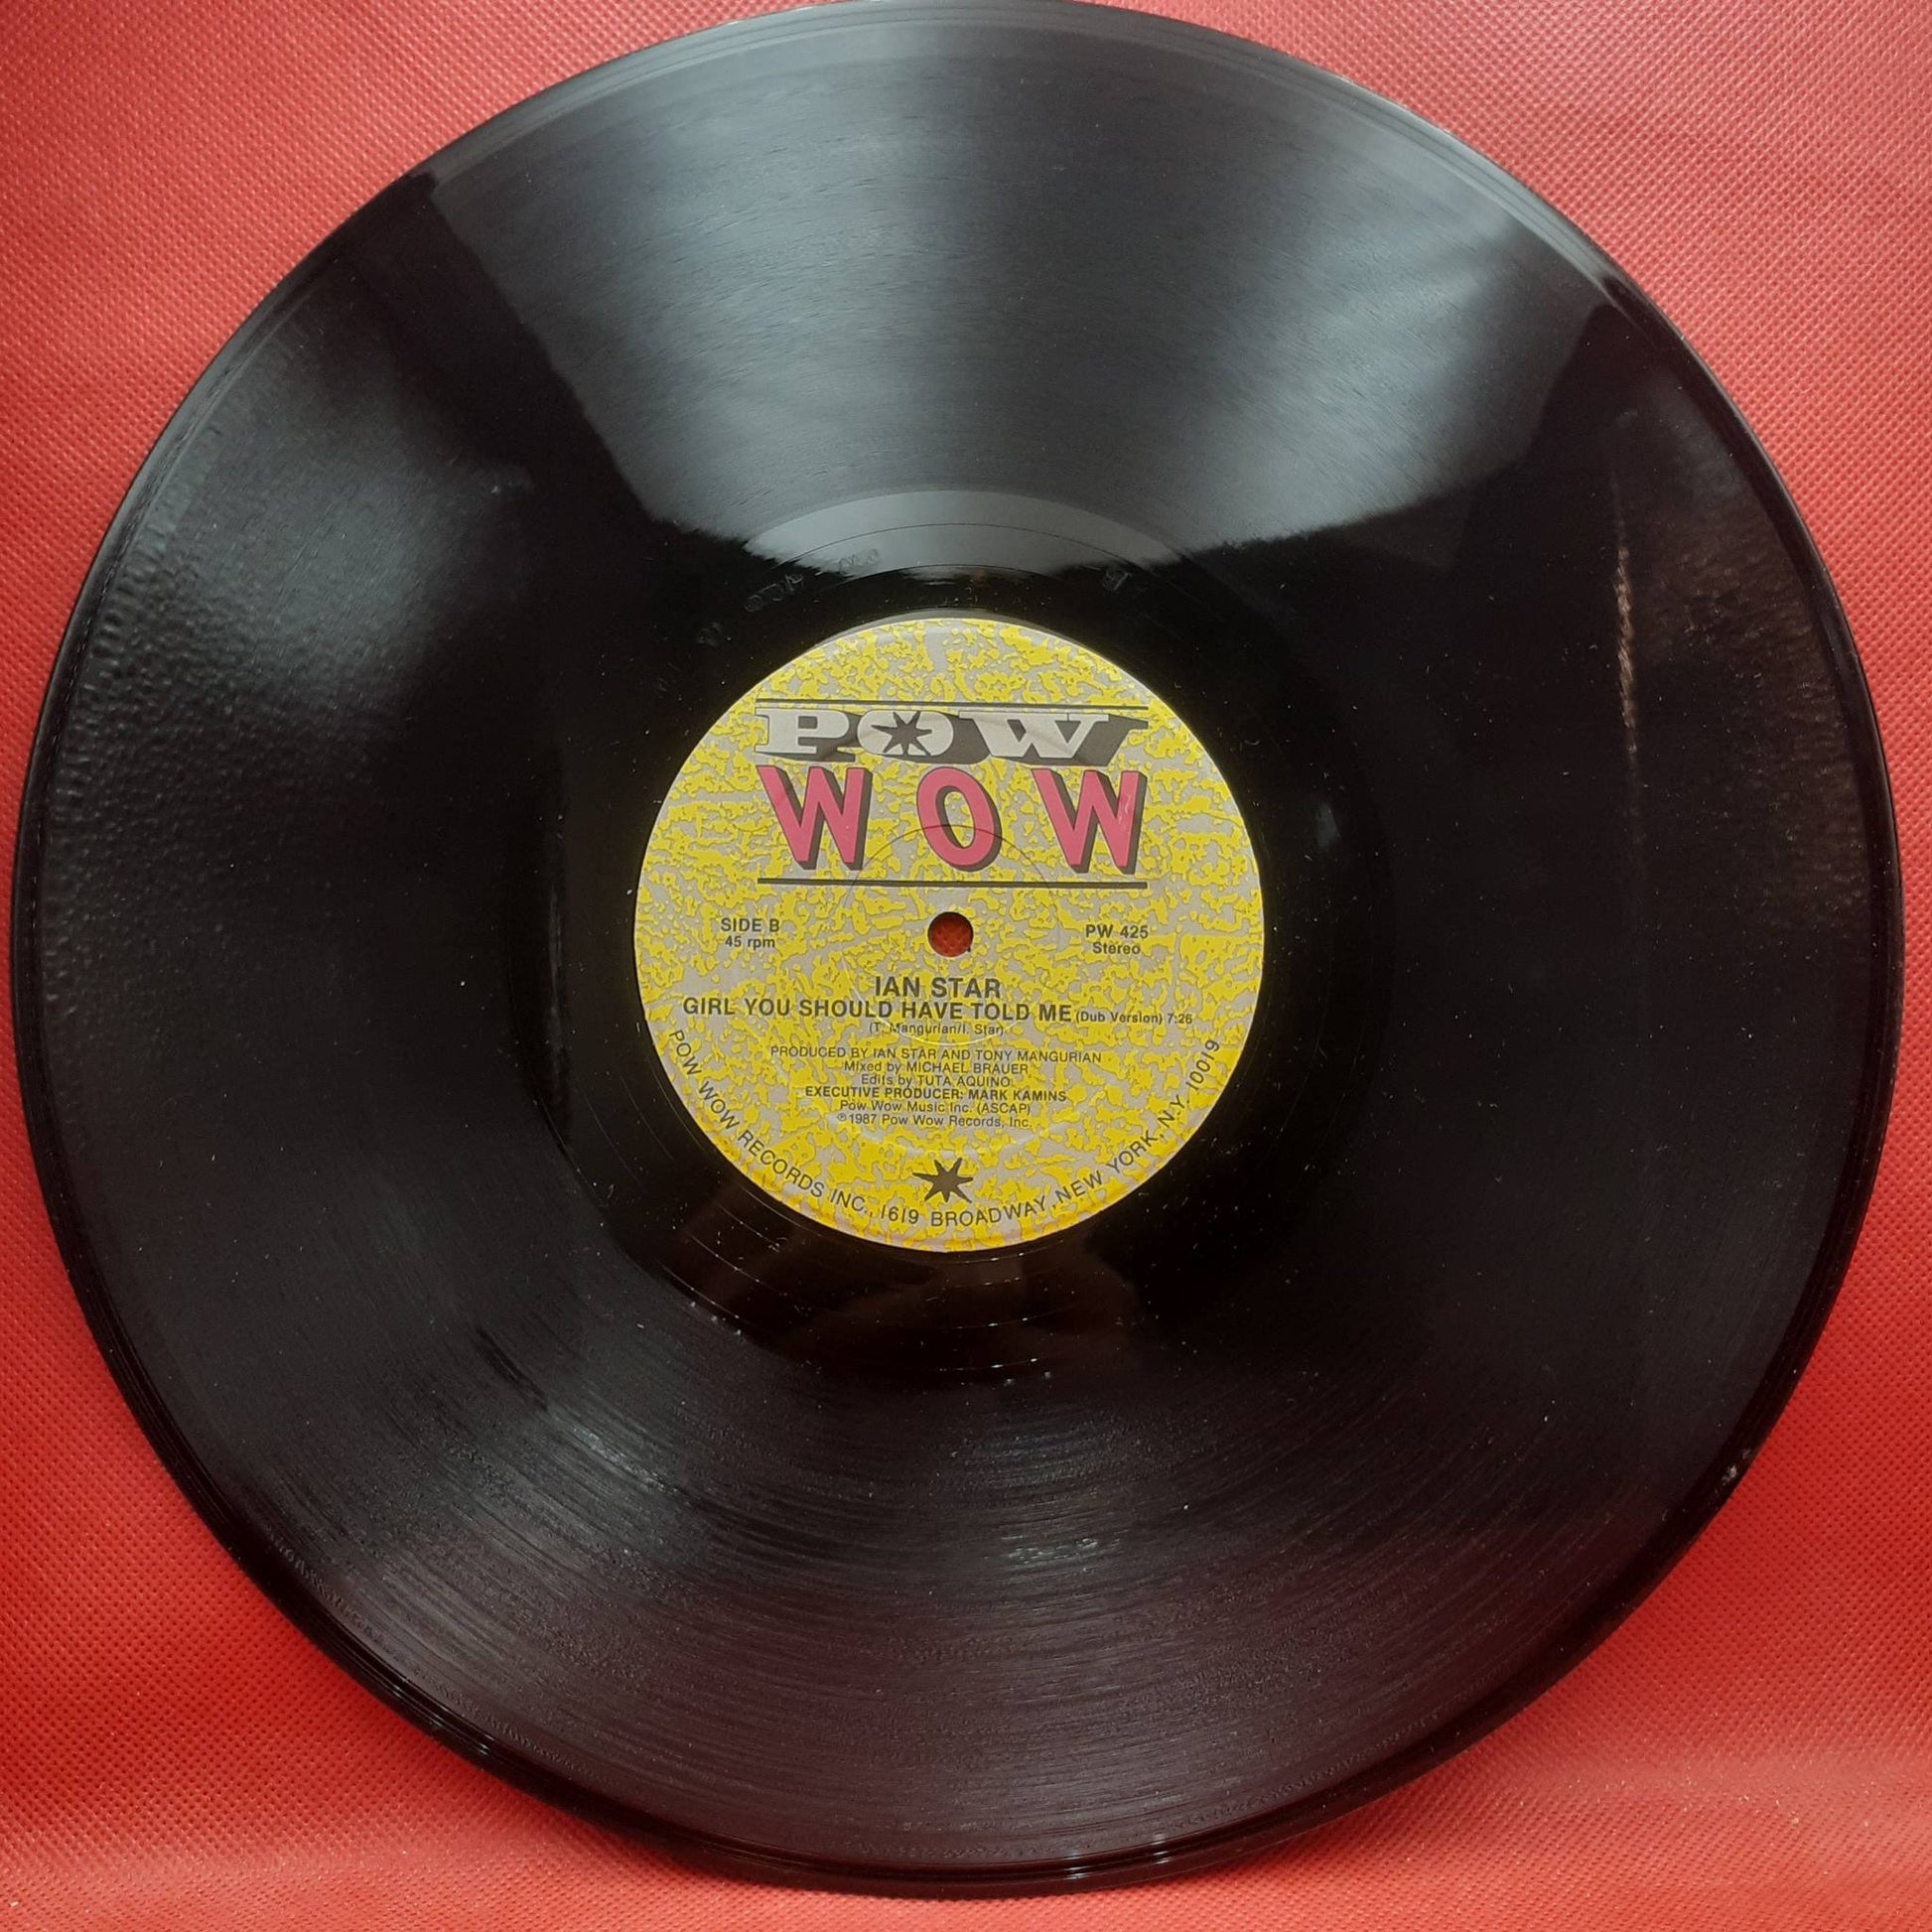 POW
WOW
SIDE B
45 rpm
PW 425
Stereo
IAN STAR
GIRL YOU SHOULD HAVE TOLD ME (Dub Version) 7:26
(T. Mangurian/I. Star)
PRODUCED BY IAN STAR AND TONY MANGURIAN
Mixed by MICHAEL BRAUER
Edits by TUTA AQUINO
EXECUTIVE PRODUCER: MARK KAMINS
Pow Wow Music Inc. (ASCAP)
℗ 1987 Pow Wow Records, Inc.
POW WOW RECORDS INC., 1619 BROADWAY, NEW YORK, N.Y. 10019